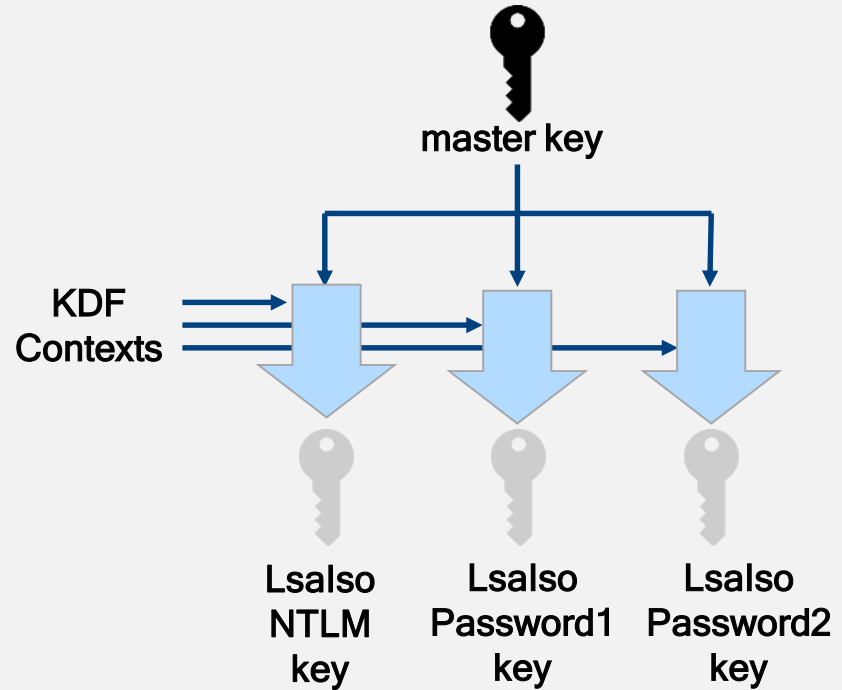 master key
KDF
Contexts
LsaIso
NTLM
key
LsaIso
Password1
key
LsaIso
Password2
key